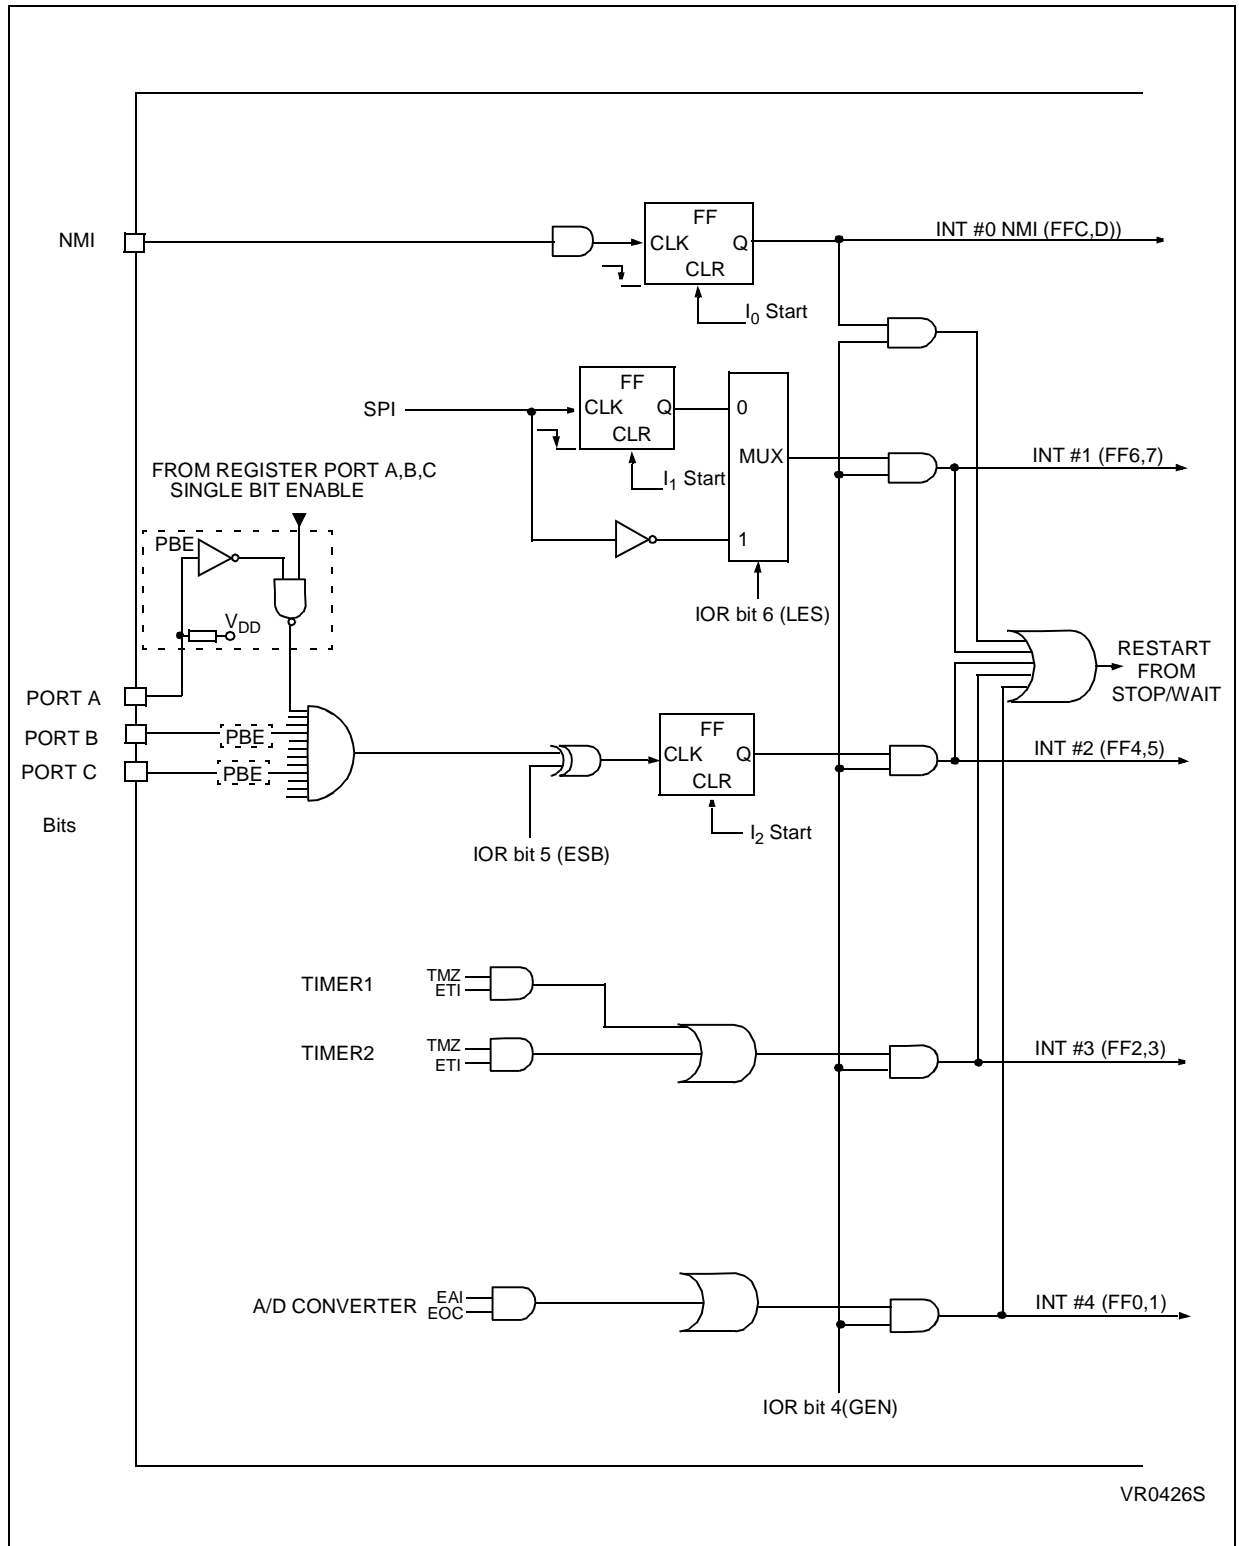 NMI
FF
CLK Q
CLR
I0 Start
INT #0 NMI (FFC,D))
SPI
FF
CLK Q
CLR
I1 Start
0
MUX
1
IOR bit 6 (LES)
INT #1 (FF6,7)
FROM REGISTER PORT A,B,C
SINGLE BIT ENABLE
PBE
VDD
PORT A
PORT B
PBE
PORT C
PBE
Bits
IOR bit 5 (ESB)
FF
CLK Q
CLR
I2 Start
RESTART
FROM
STOP/WAIT
INT #2 (FF4,5)
TIMER1
TMZ
ETI
TIMER2
TMZ
ETI
INT #3 (FF2,3)
A/D CONVERTER
EAI
EOC
INT #4 (FF0,1)
IOR bit 4(GEN)
VR0426S